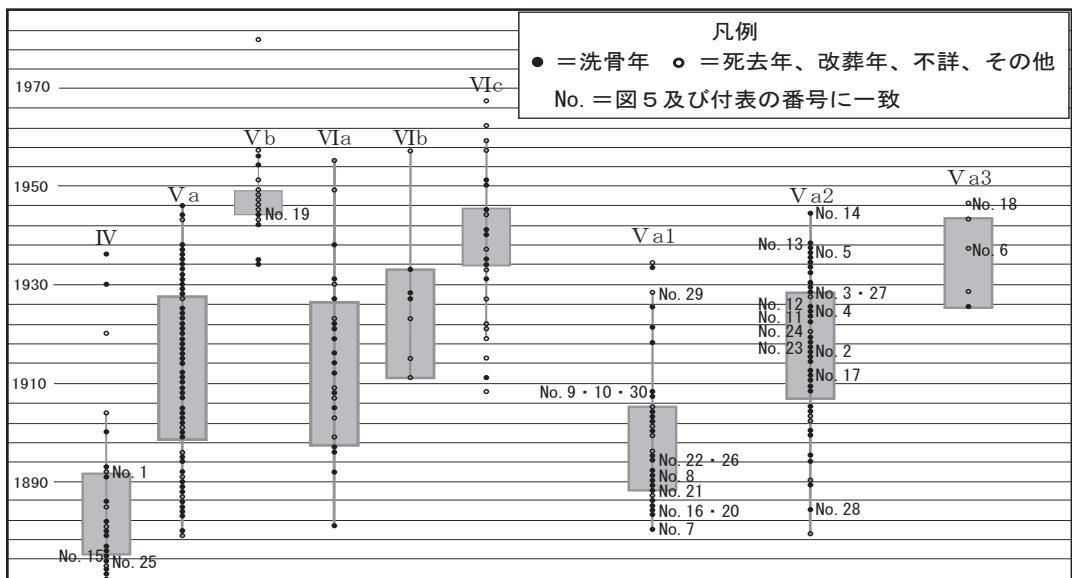 凡例
● ＝洗骨年 ○ ＝死去年、改葬年、不詳、その他
No.＝図5及び付表の番号に一致
1970
1950
1930
1910
1890
Ⅳ
Ⅴa
Ⅴb
Ⅵa
Ⅵb
Ⅵc
Ⅴa1
Ⅴa2
Ⅴa3
No. 1
No. 15
No. 25
No. 19
No. 29
No. 9・10・30
No. 22・26
No. 8
No. 21
No. 16・20
No. 7
No. 14
No. 13
No. 5
No. 3・27
No. 12
No. 4
No. 11
No. 24
No. 23
No. 2
No. 17
No. 28
No. 18
No. 6